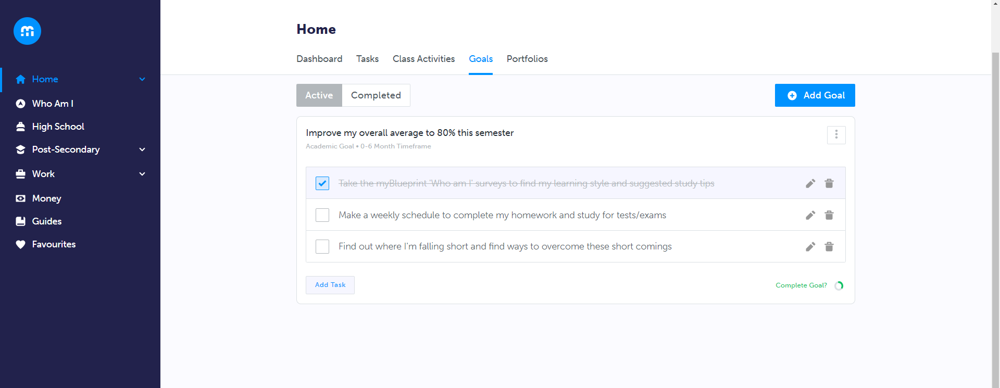 Home
Who Am I
High School
Post-Secondary
Work
Money
Guides
Favourites
Home
Dashboard Tasks Class Activities Goals Portfolios
Active Completed Add Goal
Improve my overall average to 80% this semester
Academic Goal • 0-6 Month Timeframe
Take the myBlueprint 'Who am I' surveys to find my learning style and suggested study tips
Make a weekly schedule to complete my homework and study for tests/exams
Find out where I'm falling short and find ways to overcome these short comings
Add Task Complete Goal?